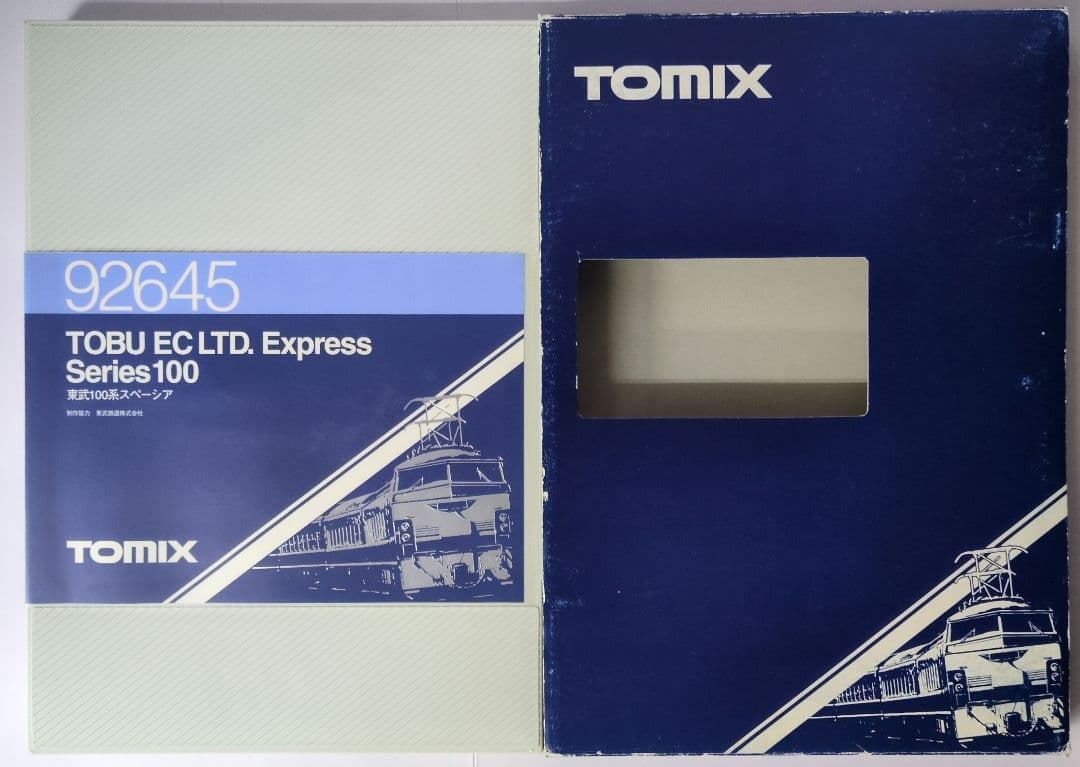 92645
TOBU EC LTD. Express
Series100
東武100系スペーシア
制作協力 東武鉄道株式会社
TOMIX
TOMIX